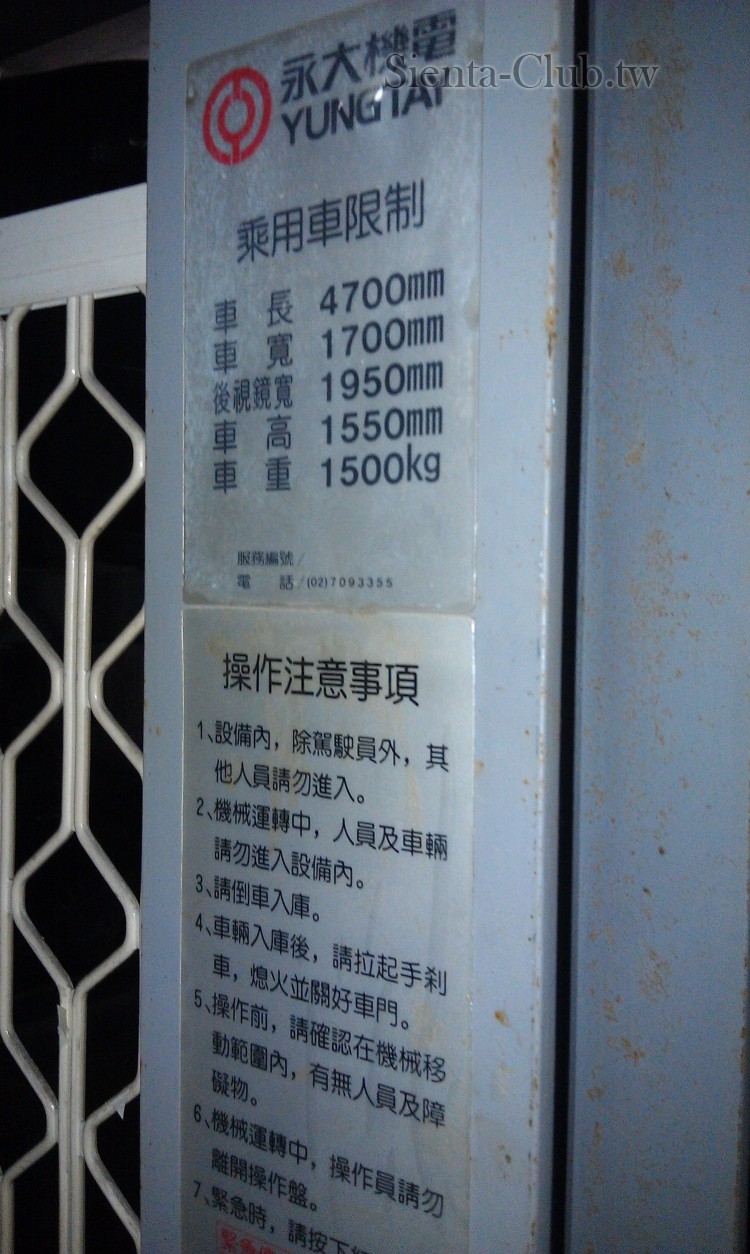 永大機電
Sienta-Club.tw
YUNGTAI
乘用車限制
車 長 4700mm
車 寬 1700mm
後視鏡寬 1950mm
車 高 1550mm
車 重 1500kg
服務編號/
電 話/(02)7093355
操作注意事項
1、設備內，除駕駛員外，其
他人員請勿進入。
2、機械運轉中，人員及車輛
請勿進入設備內。
3、請倒車入庫。
4、車輛入庫後，請拉起手剎
車，熄火並關好車門。
5、操作前，請確認在機械移
動範圍內，有無人員及障
礙物。
6、機械運轉中，操作員請勿
離開操作盤。
7、緊急時，請按下
緊急